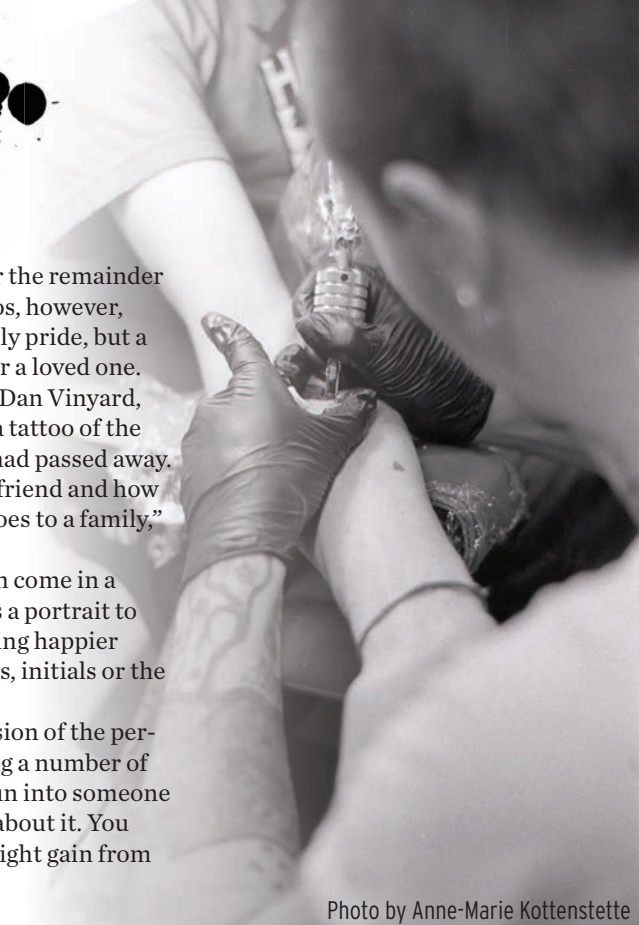 r the remainder
os, however,
ly pride, but a
r a loved one.
Dan Vinyard,
a tattoo of the
had passed away.
friend and how
oes to a family,”
n come in a
s a portrait to
ing happier
s, initials or the
sion of the per-
g a number of
un into someone
about it. You
ight gain from
Photo by Anne-Marie Kottenstette